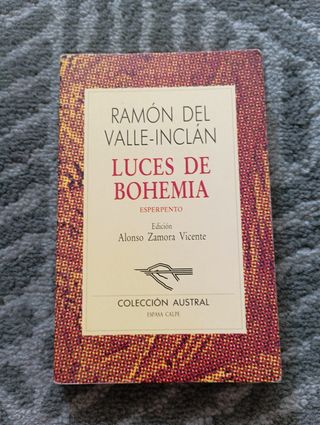 RAMÓN DEL
VALLE-INCLÁN
LUCES DE
BOHEMIA
ESPERPENTO
Edición
Alonso Zamora Vicente
COLECCIÓN AUSTRAL
ESPASA CALPE